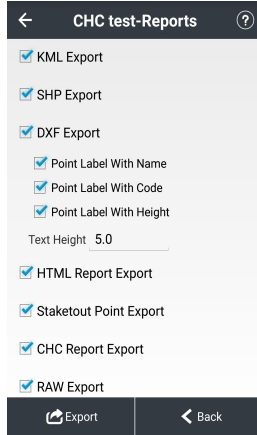 CHC test-Reports ?
KML Export
SHP Export
DXF Export
Point Label With Name
Point Label With Code
Point Label With Height
Text Height 5.0
HTML Report Export
Staketout Point Export
CHC Report Export
RAW Export
Export Back